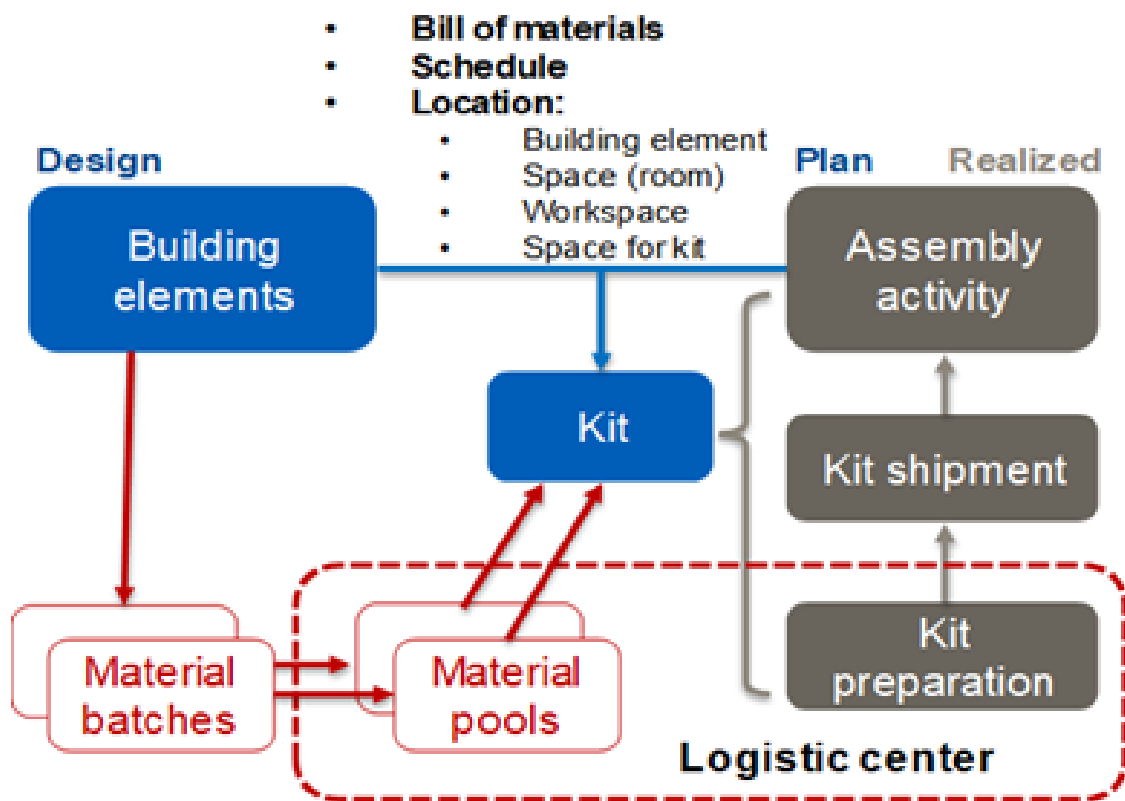 • Bill of materials
• Schedule
• Location:
• Building element
• Space (room)
• Workspace
• Space for kit
Design
Plan Realized
Building
elements
Assembly
activity
Kit
Kit shipment
Material
batches
Material
pools
Kit
preparation
Logistic center